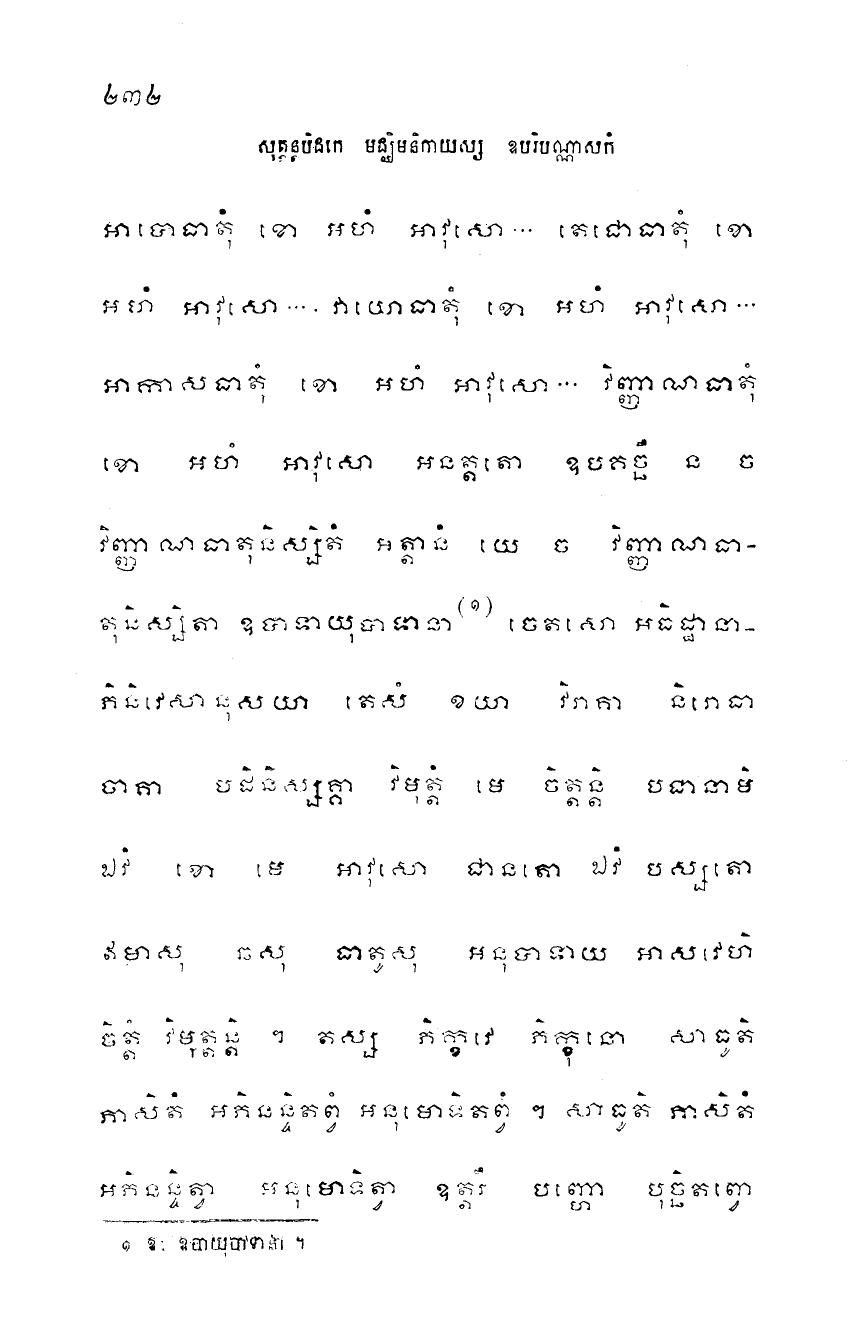 ២៣២
សុត្តន្តបិដកេ មជ្ឈិមនិកាយស្ស ឧបរិបណ្ណាសកំ
អាបោធាតុំ ខោ អហំ អាវុសោ… តេជោធាតុំ ខោ
អហំ អាវុសោ…. វាយោធាតុំ ខោ អហំ អាវុសោ…
អាកាសធាតុំ ខោ អហំ អាវុសោ… វិញ្ញាណធាតុំ
ខោ អហំ អាវុសោ អនត្តតោ ឧបគច្ឆឹ ន ច
វិញ្ញាណធាតុនិស្សិតំ អត្តានំ យេ ច វិញ្ញាណធា-
តុនិស្សិតា ឧបាទាយុបាទានា(១) ចេតសោ អធិដ្ឋានា-
ភិនិវេសានុសយា តេសំ ខយា វិរាគា និរោធា
ចាគា បដិនិស្សគ្គា វិមុត្តំ មេ ចិត្តន្តិ បជានាមិ
ឯវំ ខោ មេ អាវុសោ ជានតោ ឯវំ បស្សតោ
ឥមាសុ ឆសុ ធាតូសុ អនុបាទាយ អាសវេហិ
ចិត្តំ វិមុត្តន្តិ ។ តស្ស ភិក្ខវេ ភិក្ខុនោ សាធូតិ
ភាសិតំ អភិនន្ទិតព្វំ អនុមោទិតព្វំ ។ សាធូតិ ភាសិតំ
អភិនន្ទិត្វា អនុមោទិត្វា ឧត្តរឹ បញ្ហោ បុច្ឆិតព្វោ
១ ឱ: ឧបាយុបាទានា ។